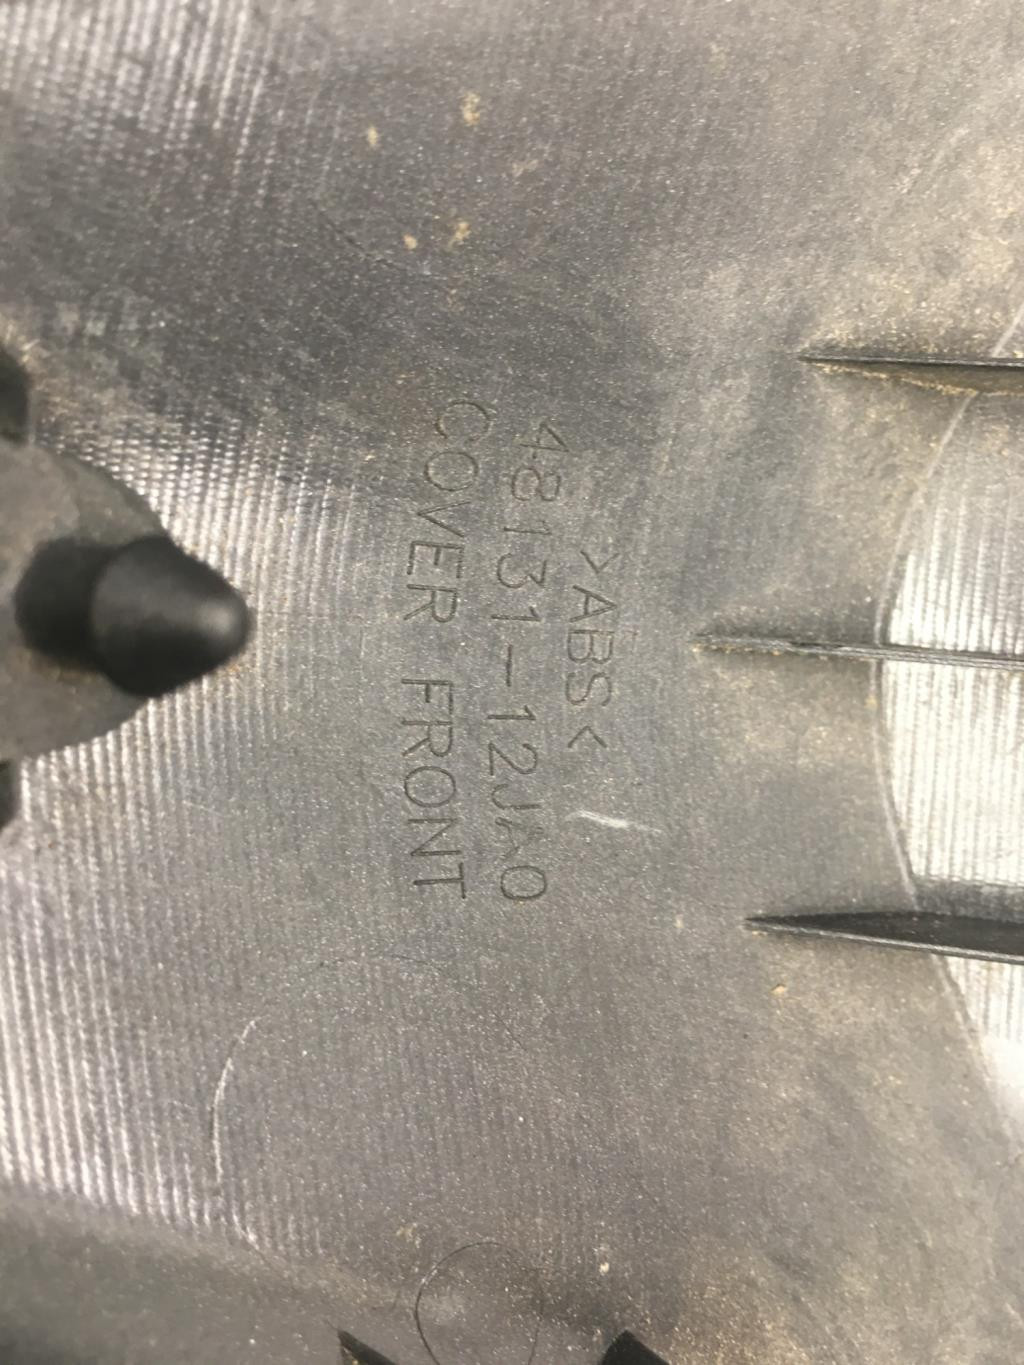 >ABS<
48131-12JA0
COVER FRONT